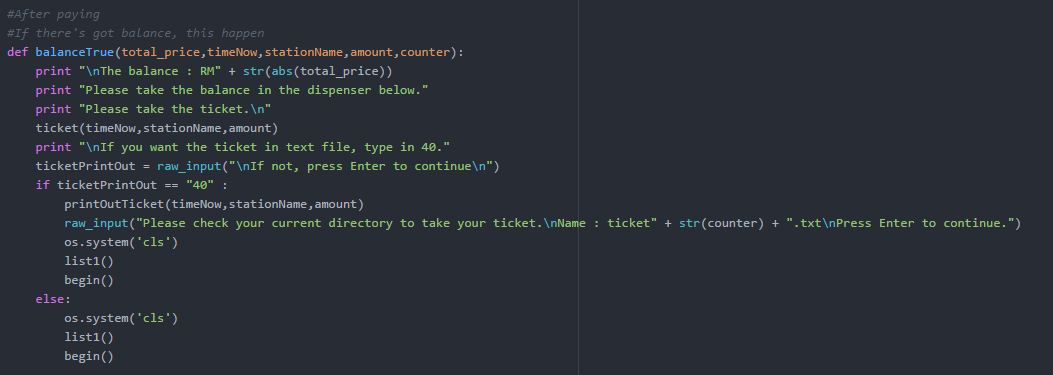 #After paying
#If there's got balance, this happen
def balanceTrue(total_price,timeNow,stationName,amount,counter):
    print "\nThe balance : RM" + str(abs(total_price))
    print "Please take the balance in the dispenser below."
    print "Please take the ticket.\n"
    ticket(timeNow,stationName,amount)
    print "\nIf you want the ticket in text file, type in 40."
    ticketPrintOut = raw_input("\nIf not, press Enter to continue\n")
    if ticketPrintOut == "40" :
        printOutTicket(timeNow,stationName,amount)
        raw_input("Please check your current directory to take your ticket.\nName : ticket" + str(counter) + ".txt\nPress Enter to continue.")
        os.system('cls')
        list1()
        begin()
    else:
        os.system('cls')
        list1()
        begin()